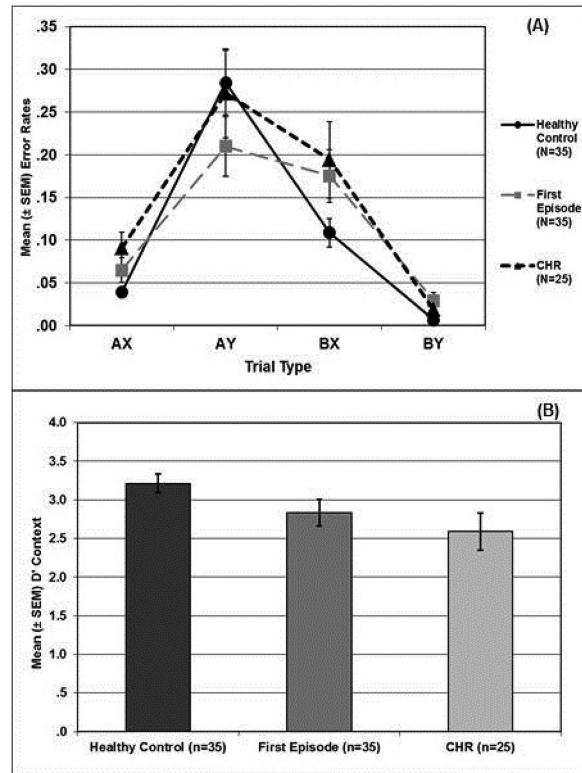 (A)
.35
.30
.25
.20
.15
.10
.05
.00
Mean (± SEM) Error Rates
AX
AY
BX
BY
Trial Type
Healthy
Control
(N=35)
First
Episode
(N=35)
CHR
(N=25)
(B)
4.0
3.5
3.0
2.5
2.0
1.5
1.0
.5
.0
Mean (± SEM) D' Context
Healthy Control (n=35)
First Episode (n=35)
CHR (n=25)